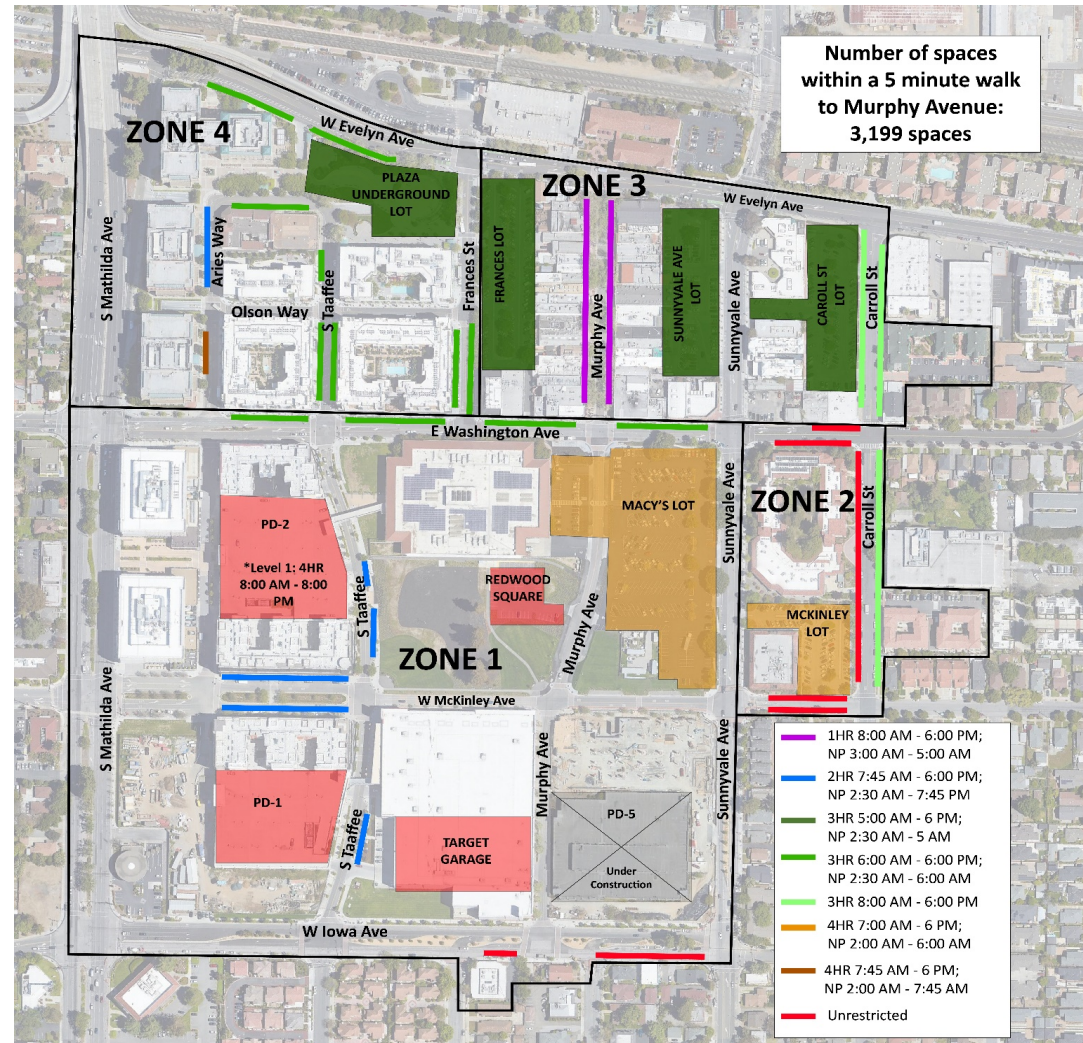 Number of spaces
within a 5 minute walk
to Murphy Avenue:
3,199 spaces
ZONE 4
W Evelyn Ave
PLAZA
UNDERGROUND
LOT
S Mathilda Ave
Aries Way
Olson Way
S Taaffee
Frances St
ZONE 3
W Evelyn Ave
FRANCES LOT
Murphy Ave
SUNNYVALE AVE
LOT
Sunnyvale Ave
CAROLL ST
LOT
Carroll St
E Washington Ave
PD-2
*Level 1: 4HR
8:00 AM - 8:00
PM
S Taaffee
REDWOOD
SQUARE
MACY'S LOT
Murphy Ave
Sunnyvale Ave
ZONE 2
Carroll St
MCKINLEY
LOT
ZONE 1
W McKinley Ave
S Mathilda Ave
PD-1
S Taaffee
TARGET
GARAGE
Murphy Ave
PD-5
Under
Construction
Sunnyvale Ave
W Iowa Ave
1HR 8:00 AM - 6:00 PM;
NP 3:00 AM - 5:00 AM
2HR 7:45 AM - 6:00 PM;
NP 2:30 AM - 7:45 PM
3HR 5:00 AM - 6 PM;
NP 2:30 AM - 5 AM
3HR 6:00 AM - 6:00 PM;
NP 2:30 AM - 6:00 AM
3HR 8:00 AM - 6:00 PM
4HR 7:00 AM - 6 PM;
NP 2:00 AM - 6:00 AM
4HR 7:45 AM - 6 PM;
NP 2:00 AM - 7:45 AM
Unrestricted